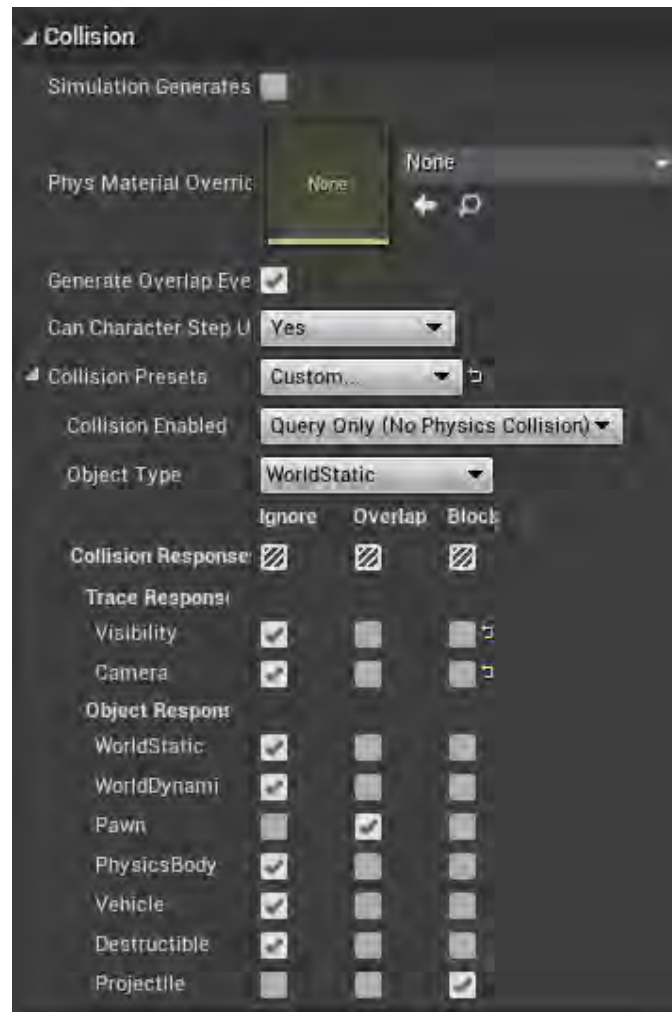 Collision
Simulation Generates
Phys Material Overric
None
None
Generate Overlap Eve
Can Character Step U Yes
Collision Presets Custom...
Collision Enabled Query Only (No Physics Collision)
Object Type WorldStatic
Ignore Overlap Block
Collision Response
Trace Respons
Visibility
Camera
Object Respons
WorldStatic
WorldDynami
Pawn
PhysicsBody
Vehicle
Destructible
Projectile